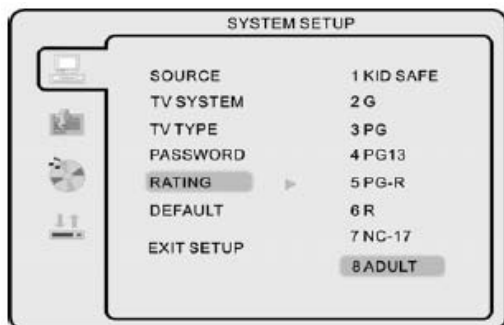 SYSTEM SETUP
SOURCE
TV SYSTEM
TV TYPE
PASSWORD
RATING
DEFAULT
EXIT SETUP
1 KID SAFE
2 G
3 PG
4 PG13
5 PG-R
6 R
7 NC-17
8 ADULT